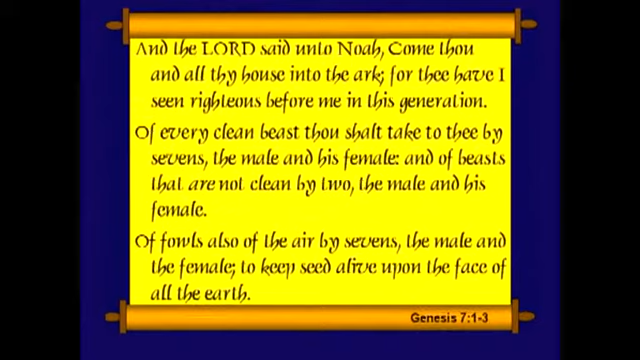 And the LORD said unto Noah, Come thou
and all thy house into the ark; for thee have I
seen righteous before me in this generation.
Of every clean beast thou shalt take to thee by
sevens, the male and his female: and of beasts
that are not clean by two, the male and his
female.
Of fowls also of the air by sevens, the male and
the female; to keep seed alive upon the face of
all the earth.
Genesis 7:1-3